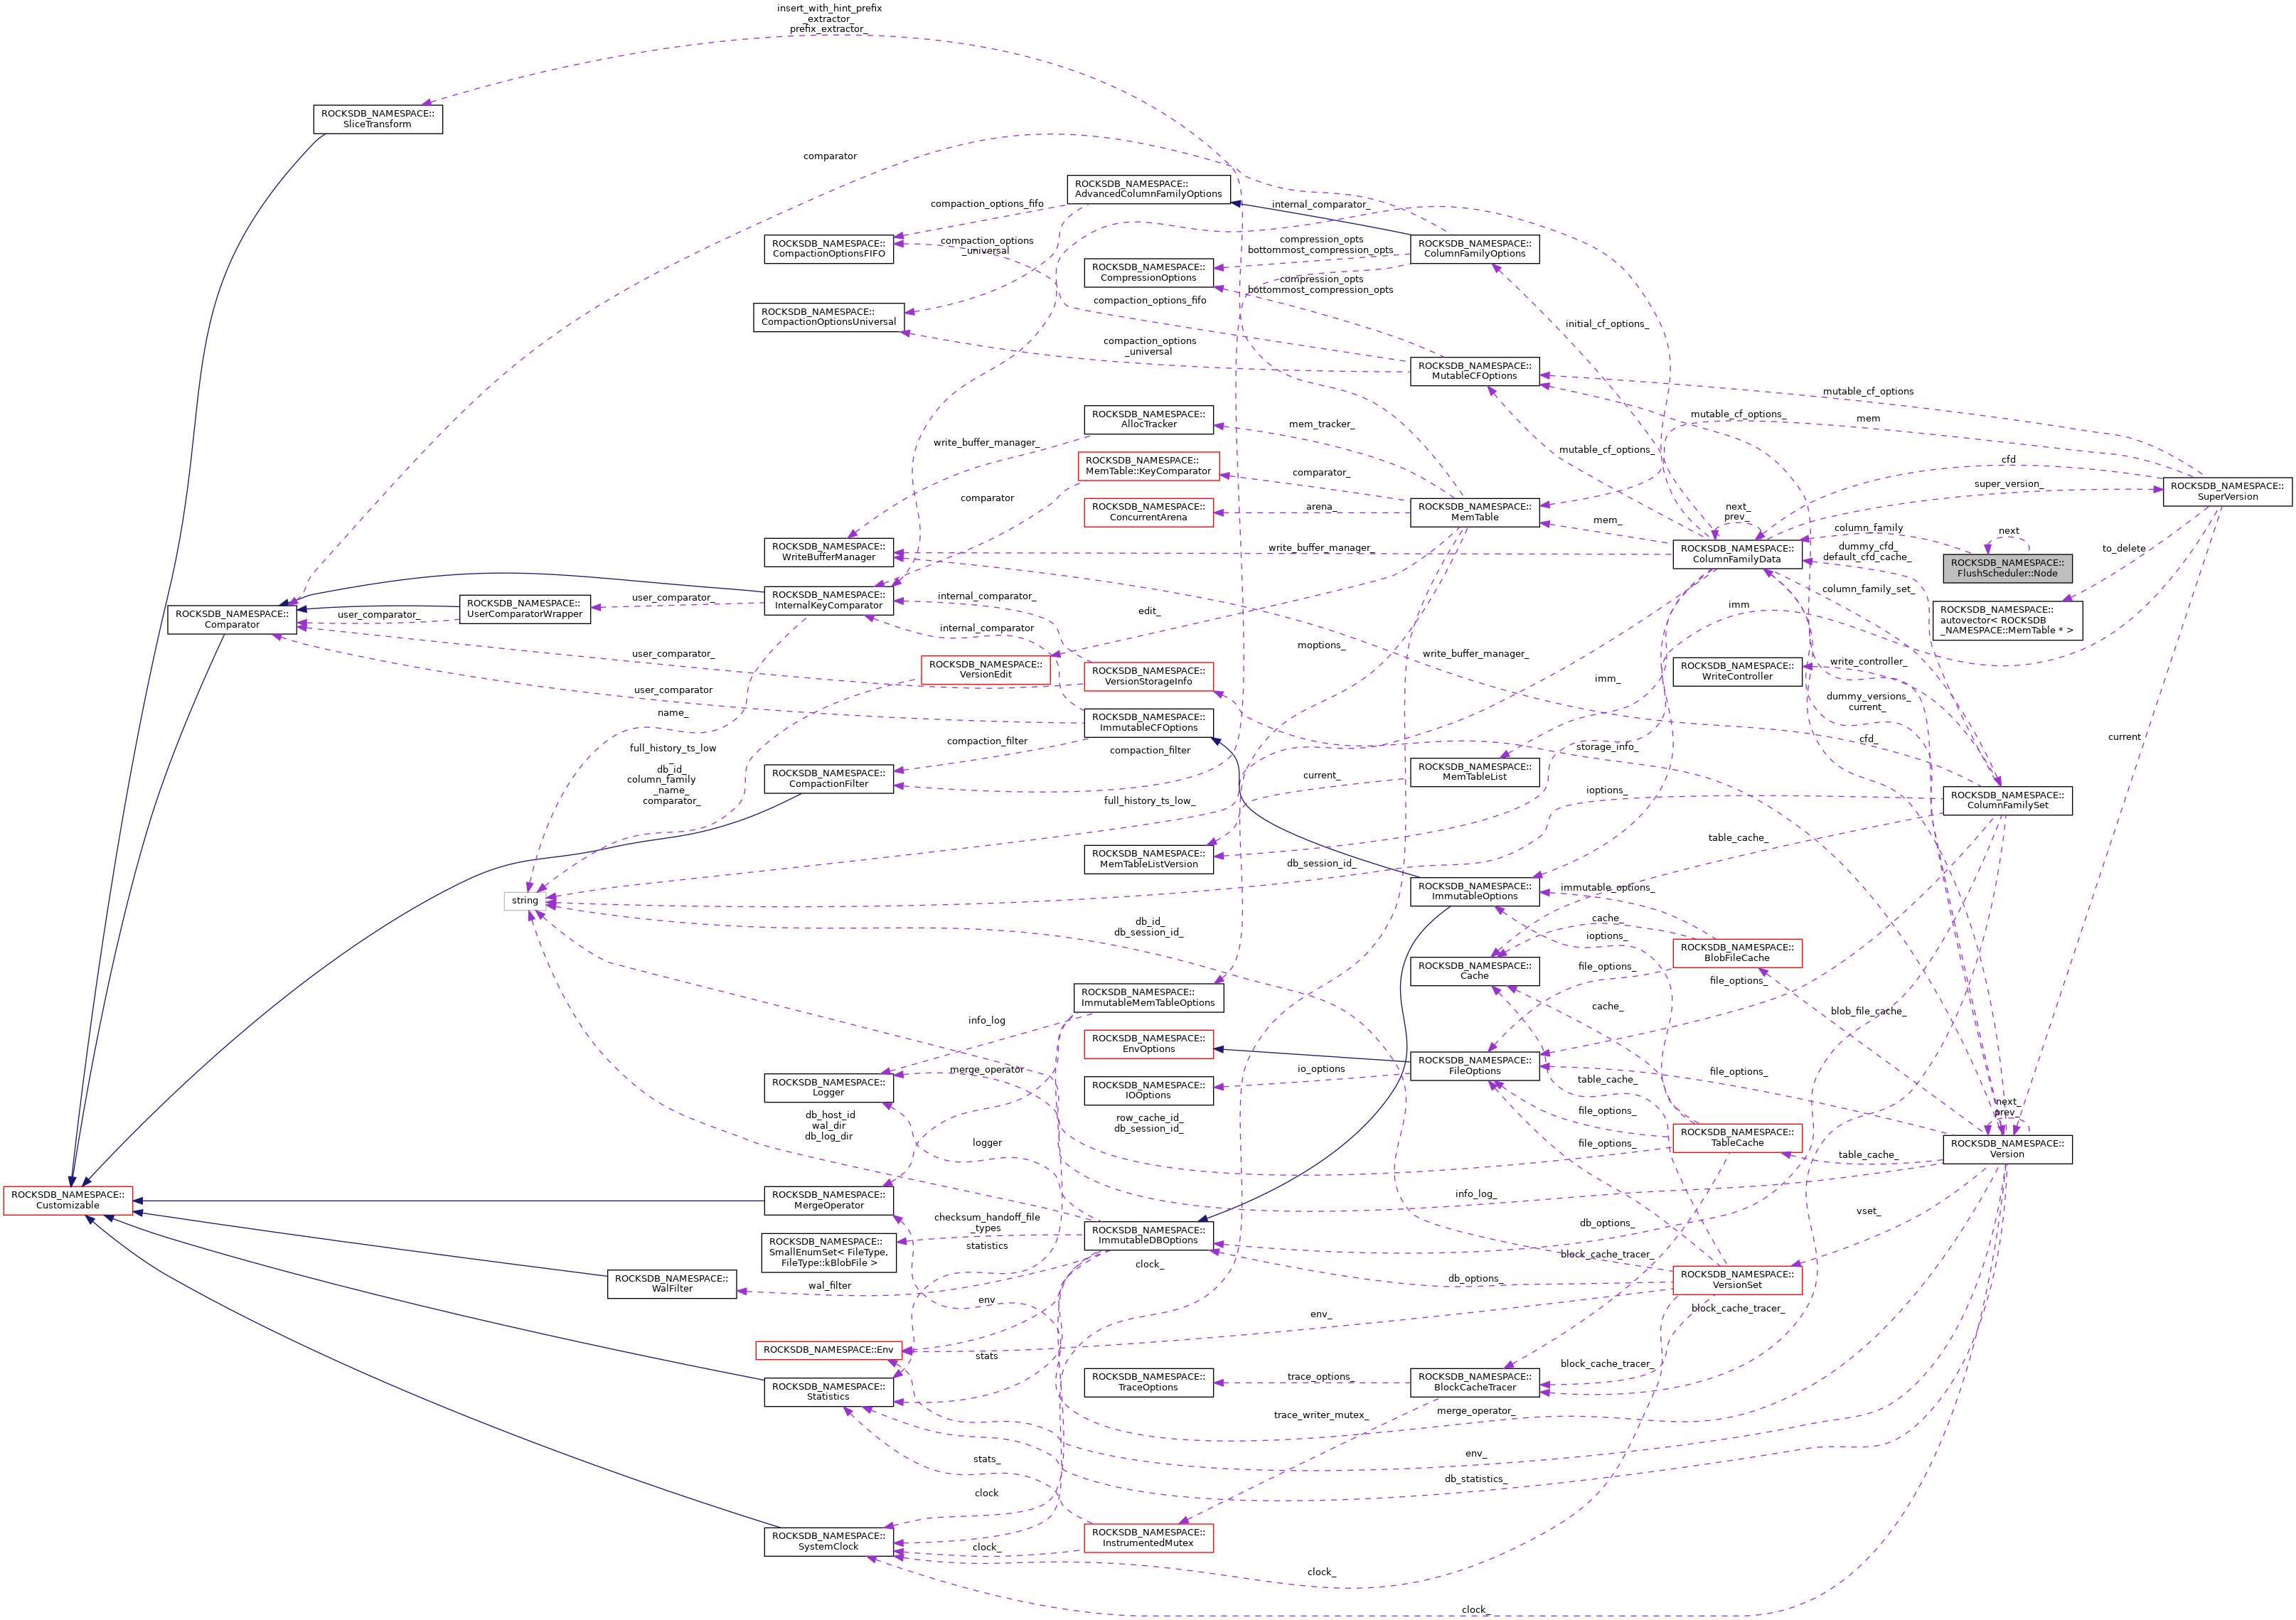 insert_with_hint_prefix
_extractor_
prefix_extractor_
ROCKSDB_NAMESPACE::
SliceTransform
comparator
ROCKSDB_NAMESPACE::
AdvancedColumnFamilyOptions
compaction_options_fifo
internal_comparator_
ROCKSDB_NAMESPACE::
CompactionOptionsFIFO
compaction_options
_universal
compression_opts
bottommost_compression_opts
ROCKSDB_NAMESPACE::
ColumnFamilyOptions
ROCKSDB_NAMESPACE::
CompressionOptions
compression_opts
bottommost_compression_opts
ROCKSDB_NAMESPACE::
CompactionOptionsUniversal
compaction_options_fifo
initial_cf_options_
compaction_options
_universal
ROCKSDB_NAMESPACE::
MutableCFOptions
mutable_cf_options
ROCKSDB_NAMESPACE::
AllocTracker
mem_tracker_
mutable_cf_options_
mem
write_buffer_manager_
mutable_cf_options_
ROCKSDB_NAMESPACE::
MemTable::KeyComparator
comparator_
cfd
comparator
super_version_
ROCKSDB_NAMESPACE::
SuperVersion
ROCKSDB_NAMESPACE::
ConcurrentArena
arena_
ROCKSDB_NAMESPACE::
MemTable
next_
prev_
mem_
column_family
next
ROCKSDB_NAMESPACE::
WriteBufferManager
write_buffer_manager_
ROCKSDB_NAMESPACE::
ColumnFamilyData
dummy_cfd_
default_cfd_cache_
to_delete
ROCKSDB_NAMESPACE::
FlushScheduler::Node
ROCKSDB_NAMESPACE::
InternalKeyComparator
user_comparator_
internal_comparator_
column_family_set_
ROCKSDB_NAMESPACE::
UserComparatorWrapper
user_comparator_
ROCKSDB_NAMESPACE::
Comparator
edit_
imm
ROCKSDB_NAMESPACE::
autovector< ROCKSDB
_NAMESPACE::MemTable * >
internal_comparator
user_comparator_
moptions_
write_buffer_manager_
write_controller_
ROCKSDB_NAMESPACE::
VersionEdit
ROCKSDB_NAMESPACE::
VersionStorageInfo
imm_
ROCKSDB_NAMESPACE::
WriteController
user_comparator
name_
ROCKSDB_NAMESPACE::
ImmutableCFOptions
dummy_versions_
current_
compaction_filter
compaction_filter
storage_info_
cfd_
current
full_history_ts_low
_
db_id_
column_family
_name_
comparator_
ROCKSDB_NAMESPACE::
CompactionFilter
current_
ROCKSDB_NAMESPACE::
MemTableList
full_history_ts_low_
ioptions_
ROCKSDB_NAMESPACE::
ColumnFamilySet
table_cache_
ROCKSDB_NAMESPACE::
MemTableListVersion
db_session_id_
ROCKSDB_NAMESPACE::
ImmutableOptions
immutable_options_
string
db_id_
db_session_id_
cache_
ioptions_
ROCKSDB_NAMESPACE::
BlobFileCache
ROCKSDB_NAMESPACE::
Cache
file_options_
file_options_
ROCKSDB_NAMESPACE::
ImmutableMemTableOptions
info_log
cache_
blob_file_cache_
ROCKSDB_NAMESPACE::
EnvOptions
ROCKSDB_NAMESPACE::
FileOptions
io_options
merge_operator
ROCKSDB_NAMESPACE::
Logger
ROCKSDB_NAMESPACE::
IOOptions
table_cache_
file_options_
db_host_id
wal_dir
db_log_dir
row_cache_id_
db_session_id_
file_options_
next_
prev_
logger
file_options_
ROCKSDB_NAMESPACE::
TableCache
ROCKSDB_NAMESPACE::
Version
table_cache_
ROCKSDB_NAMESPACE::
Customizable
ROCKSDB_NAMESPACE::
MergeOperator
info_log_
vset_
checksum_handoff_file
_types
db_options_
ROCKSDB_NAMESPACE::
ImmutableDBOptions
ROCKSDB_NAMESPACE::
SmallEnumSet< FileType,
FileType::kBlobFile >
statistics
clock_
block_cache_tracer_
ROCKSDB_NAMESPACE::
WalFilter
wal_filter
db_options_
ROCKSDB_NAMESPACE::
VersionSet
env
env_
block_cache_tracer_
ROCKSDB_NAMESPACE::Env
stats
block_cache_tracer_
ROCKSDB_NAMESPACE::
Statistics
ROCKSDB_NAMESPACE::
TraceOptions
trace_options_
ROCKSDB_NAMESPACE::
BlockCacheTracer
trace_writer_mutex_
merge_operator_
stats_
env_
db_statistics_
clock
ROCKSDB_NAMESPACE::
SystemClock
clock_
ROCKSDB_NAMESPACE::
InstrumentedMutex
clock_
clock_